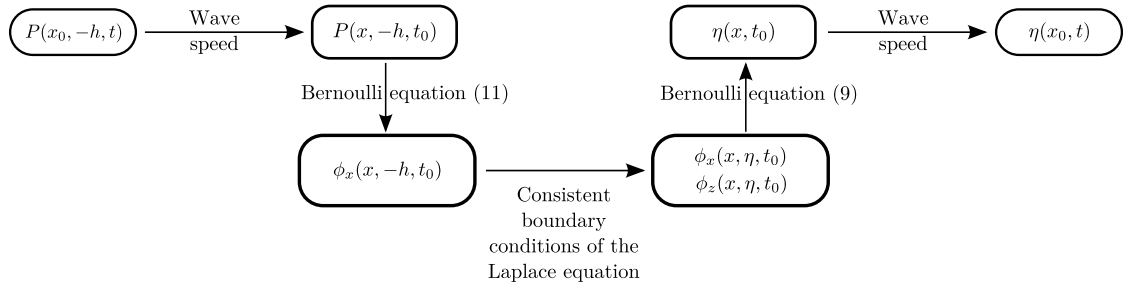 P(x₀, −h, t)
Wave
speed
P(x, −h, t₀)
η(x, t₀)
Wave
speed
η(x₀, t)
Bernoulli equation (11)
Bernoulli equation (9)
ϕₓ(x, −h, t₀)
Consistent
boundary
conditions of the
Laplace equation
ϕₓ(x, η, t₀)
ϕ_z(x, η, t₀)